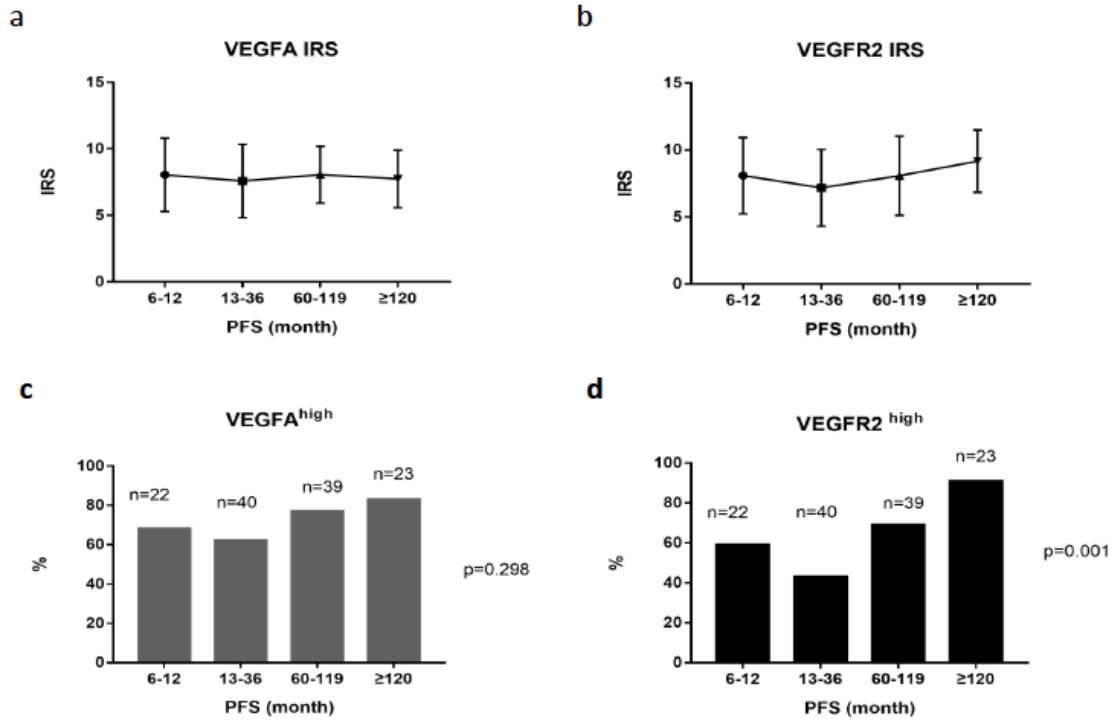 a
VEGFA IRS
15
10
5
0
IRS
6-12 13-36 60-119 ≥120
PFS (month)
b
VEGFR2 IRS
15
10
5
0
IRS
6-12 13-36 60-119 ≥120
PFS (month)
c
VEGFA^high
100
80
60
40
20
0
%
n=22 n=40 n=39 n=23
p=0.298
6-12 13-36 60-119 ≥120
PFS (month)
d
VEGFR2 ^high
100
80
60
40
20
0
%
n=22 n=40 n=39 n=23
p=0.001
6-12 13-36 60-119 ≥120
PFS (month)